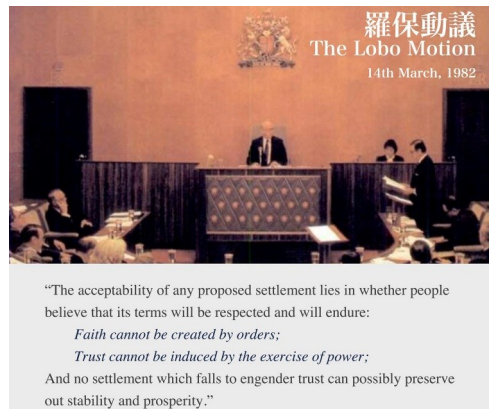 羅保動議
The Lobo Motion
14th March, 1982
“The acceptability of any proposed settlement lies in whether people
believe that its terms will be respected and will endure:
Faith cannot be created by orders;
Trust cannot be induced by the exercise of power;
And no settlement which falls to engender trust can possibly preserve
out stability and prosperity.”